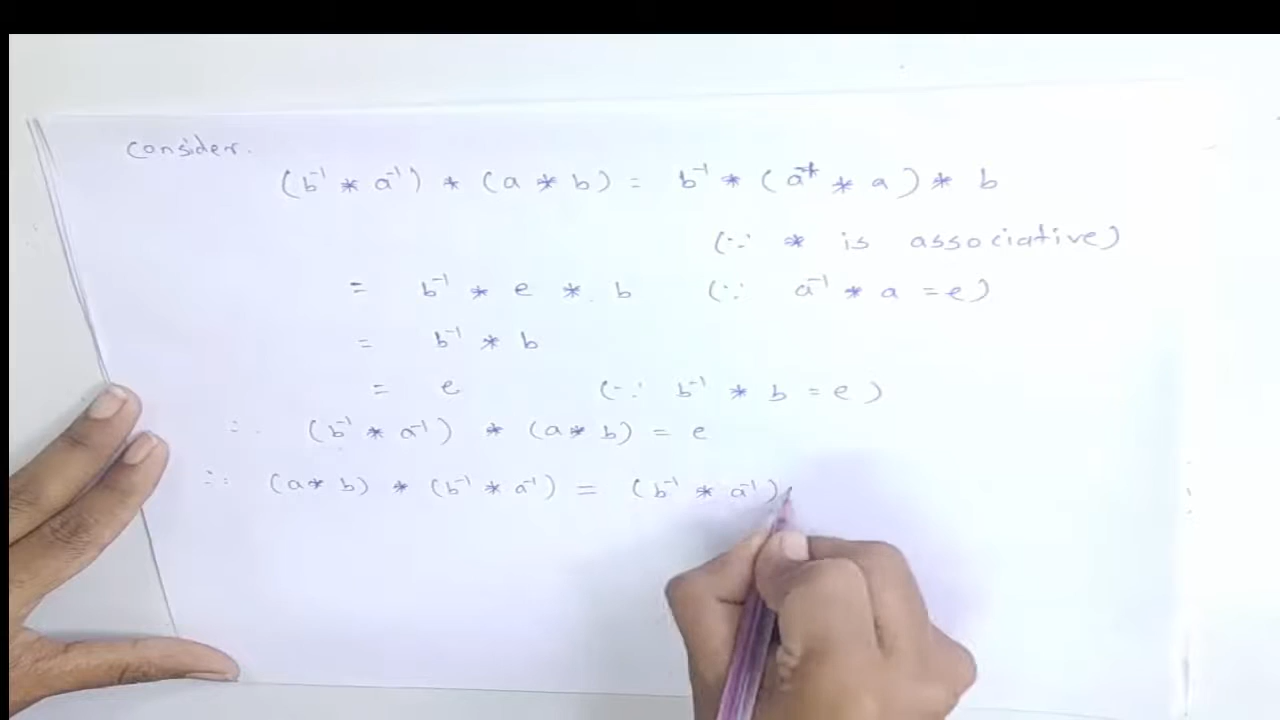 Consider.
(b⁻¹ * a⁻¹) * (a * b) = b⁻¹ * (a⁻¹ * a) * b
(∵ * is associative)
= b⁻¹ * e * b (∵ a⁻¹ * a = e)
= b⁻¹ * b
= e (∵ b⁻¹ * b = e)
∴ (b⁻¹ * a⁻¹) * (a * b) = e
∴ (a * b) * (b⁻¹ * a⁻¹) = (b⁻¹ * a⁻¹)